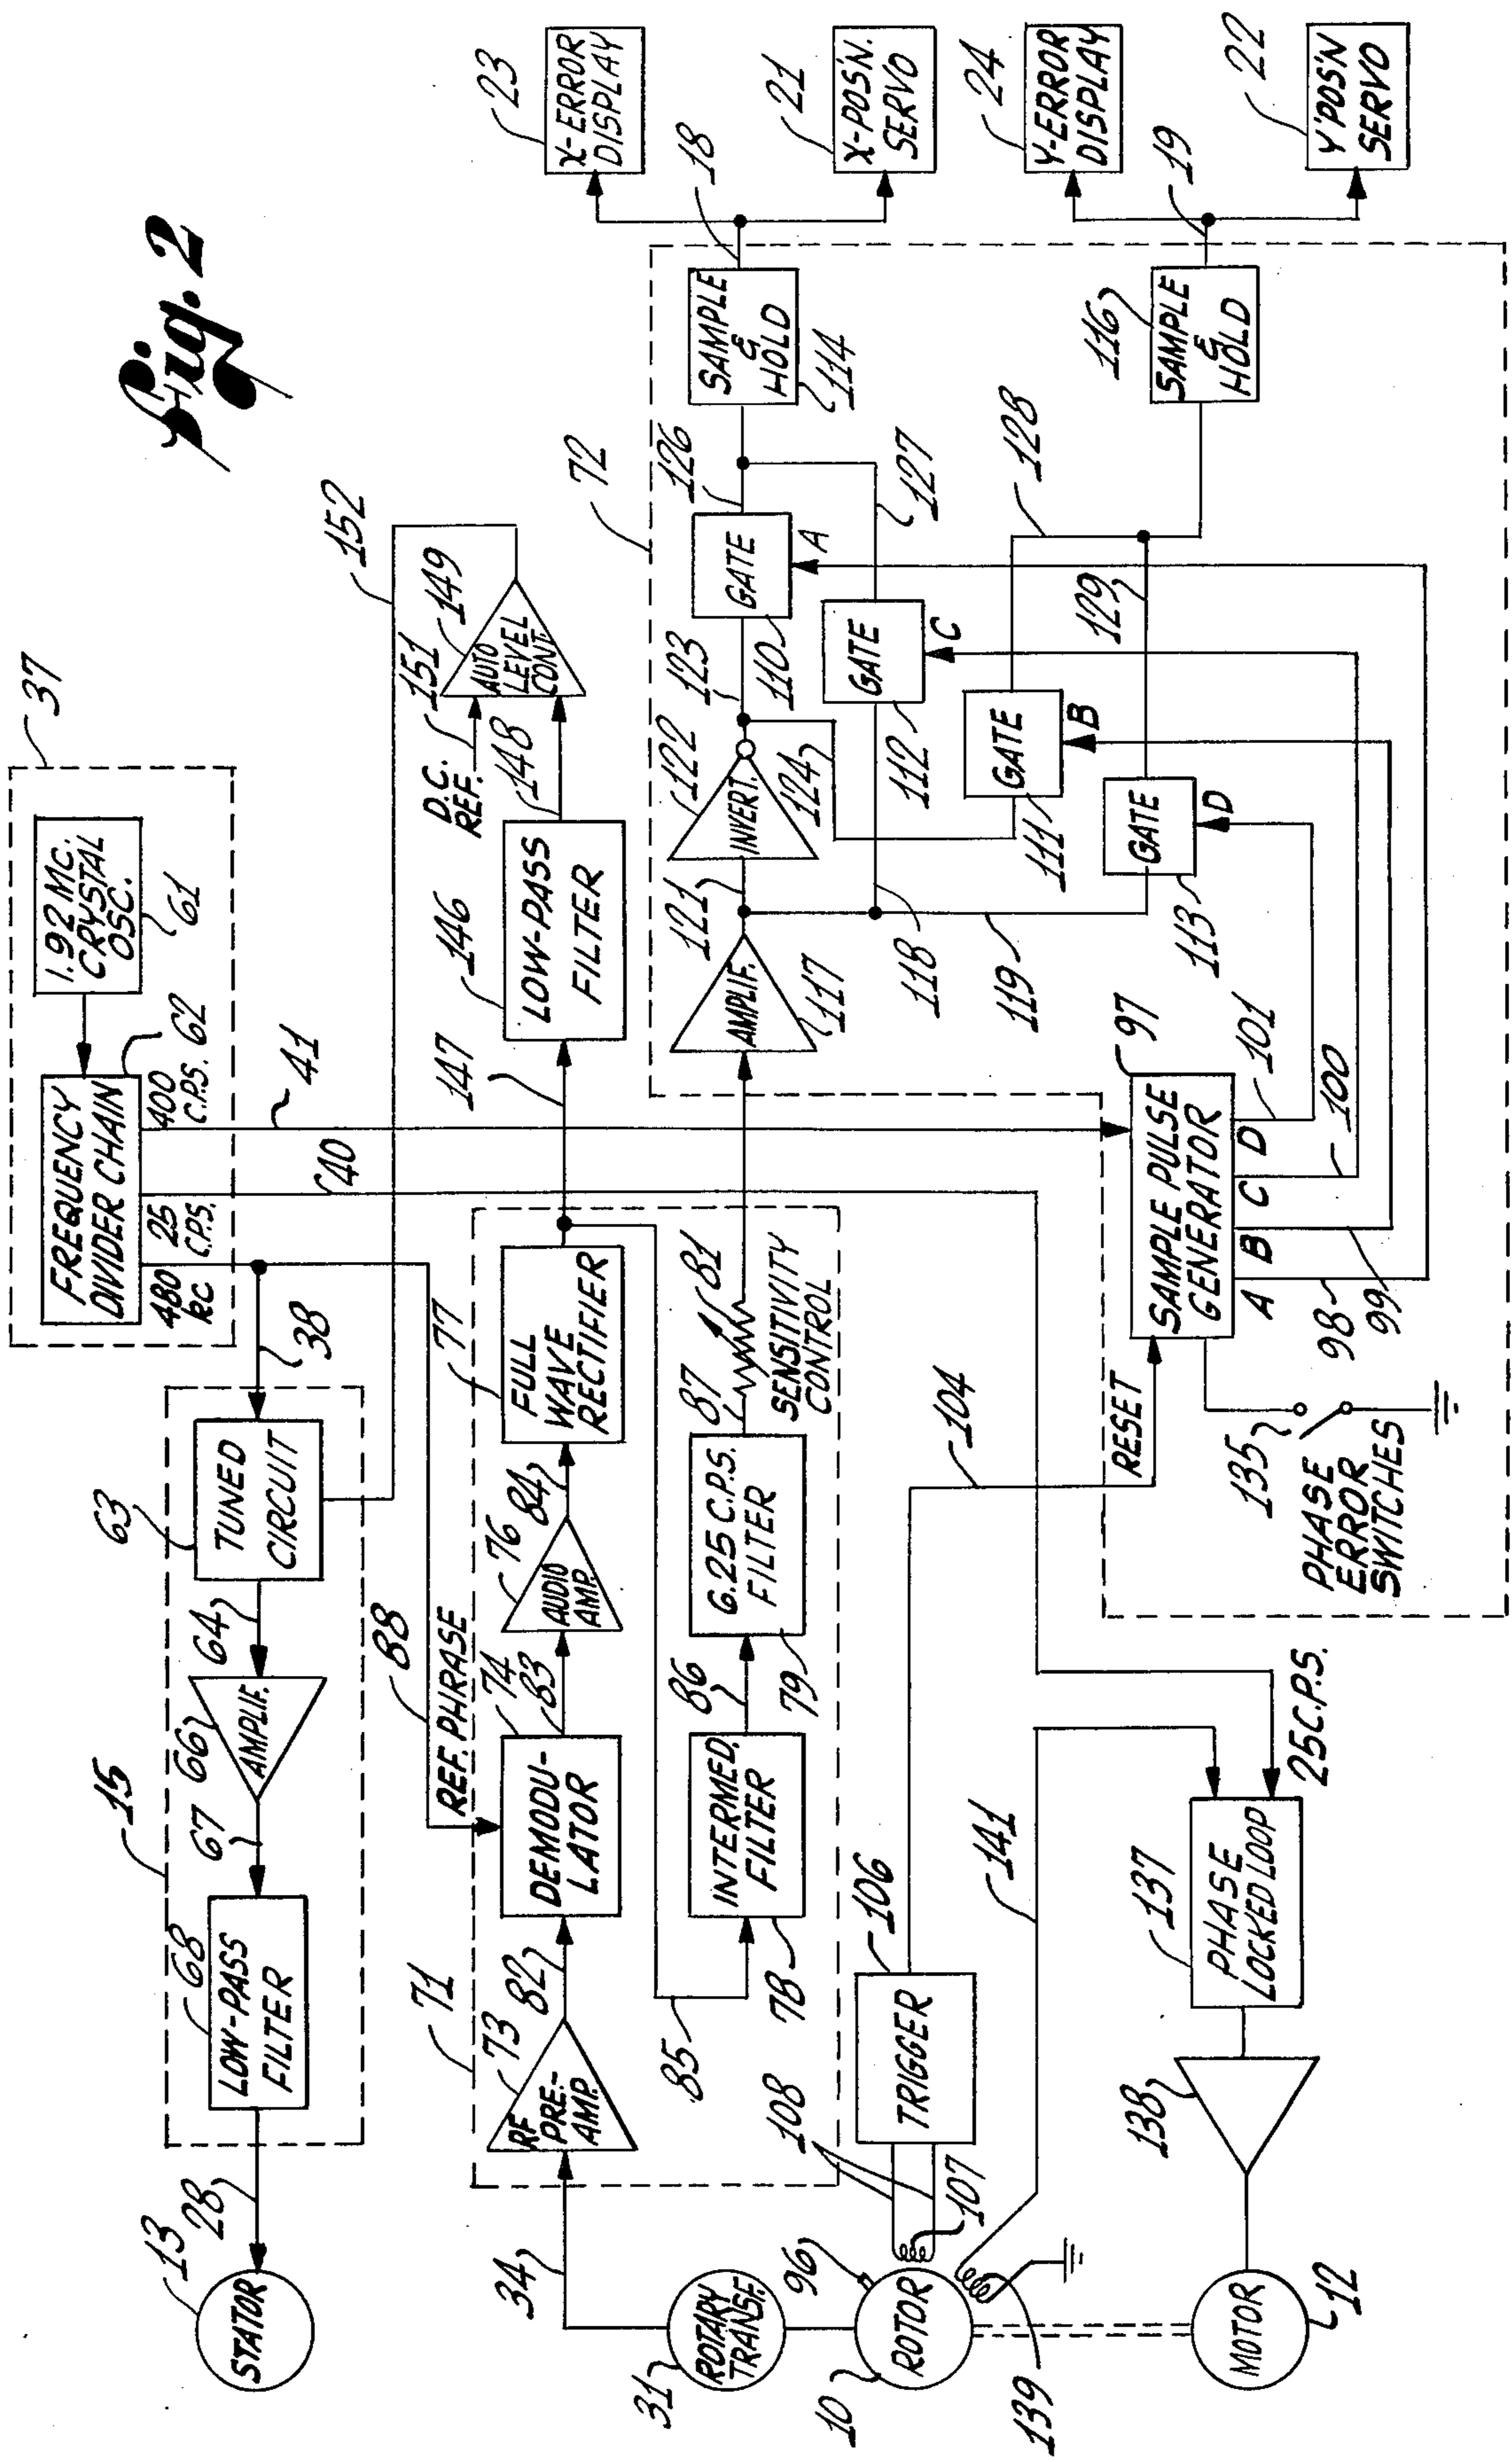 Fig. 2
37
1.92 MC.
CRYSTAL
OSC.
61
FREQUENCY
DIVIDER CHAIN
62
480
KC
25
C.P.S.
400
C.P.S.
41
40
38
88
REF. PHRASE
152
15
13
STATOR
28
68
LOW-PASS
FILTER
67
66
AMPLIF.
64
63
TUNED
CIRCUIT
71
34
73
RF
PRE-
AMP.
82
74
83
DEMODU-
LATOR
76
AUDIO
AMP.
84
77
FULL
WAVE
RECTIFIER
147
146
LOW-PASS
FILTER
148
D.C.
REF.
151
149
AUTO
LEVEL
CONT.
85
78
INTERMED.
FILTER
86
79
6.25 C.P.S.
FILTER
87
81
SENSITIVITY
CONTROL
72
AMPLIF.
117
121
118
119
122
INVERT.
123
124
110
GATE
A
126
127
112
GATE
C
111
GATE
B
128
113
GATE
D
129
SAMPLE
&
HOLD
114
116
SAMPLE
&
HOLD
18
19
23
X-ERROR
DISPLAY
21
X-POS'N.
SERVO
24
Y-ERROR
DISPLAY
22
Y'POS'N
SERVO
97
SAMPLE PULSE
GENERATOR
A B C D
98
99
100
101
RESET
104
135
PHASE
ERROR
SWITCHES
31
ROTARY
TRANSF.
10
ROTOR
96
107
108
106
TRIGGER
139
141
12
MOTOR
138
137
PHASE
LOCKED LOOP
25C.P.S.